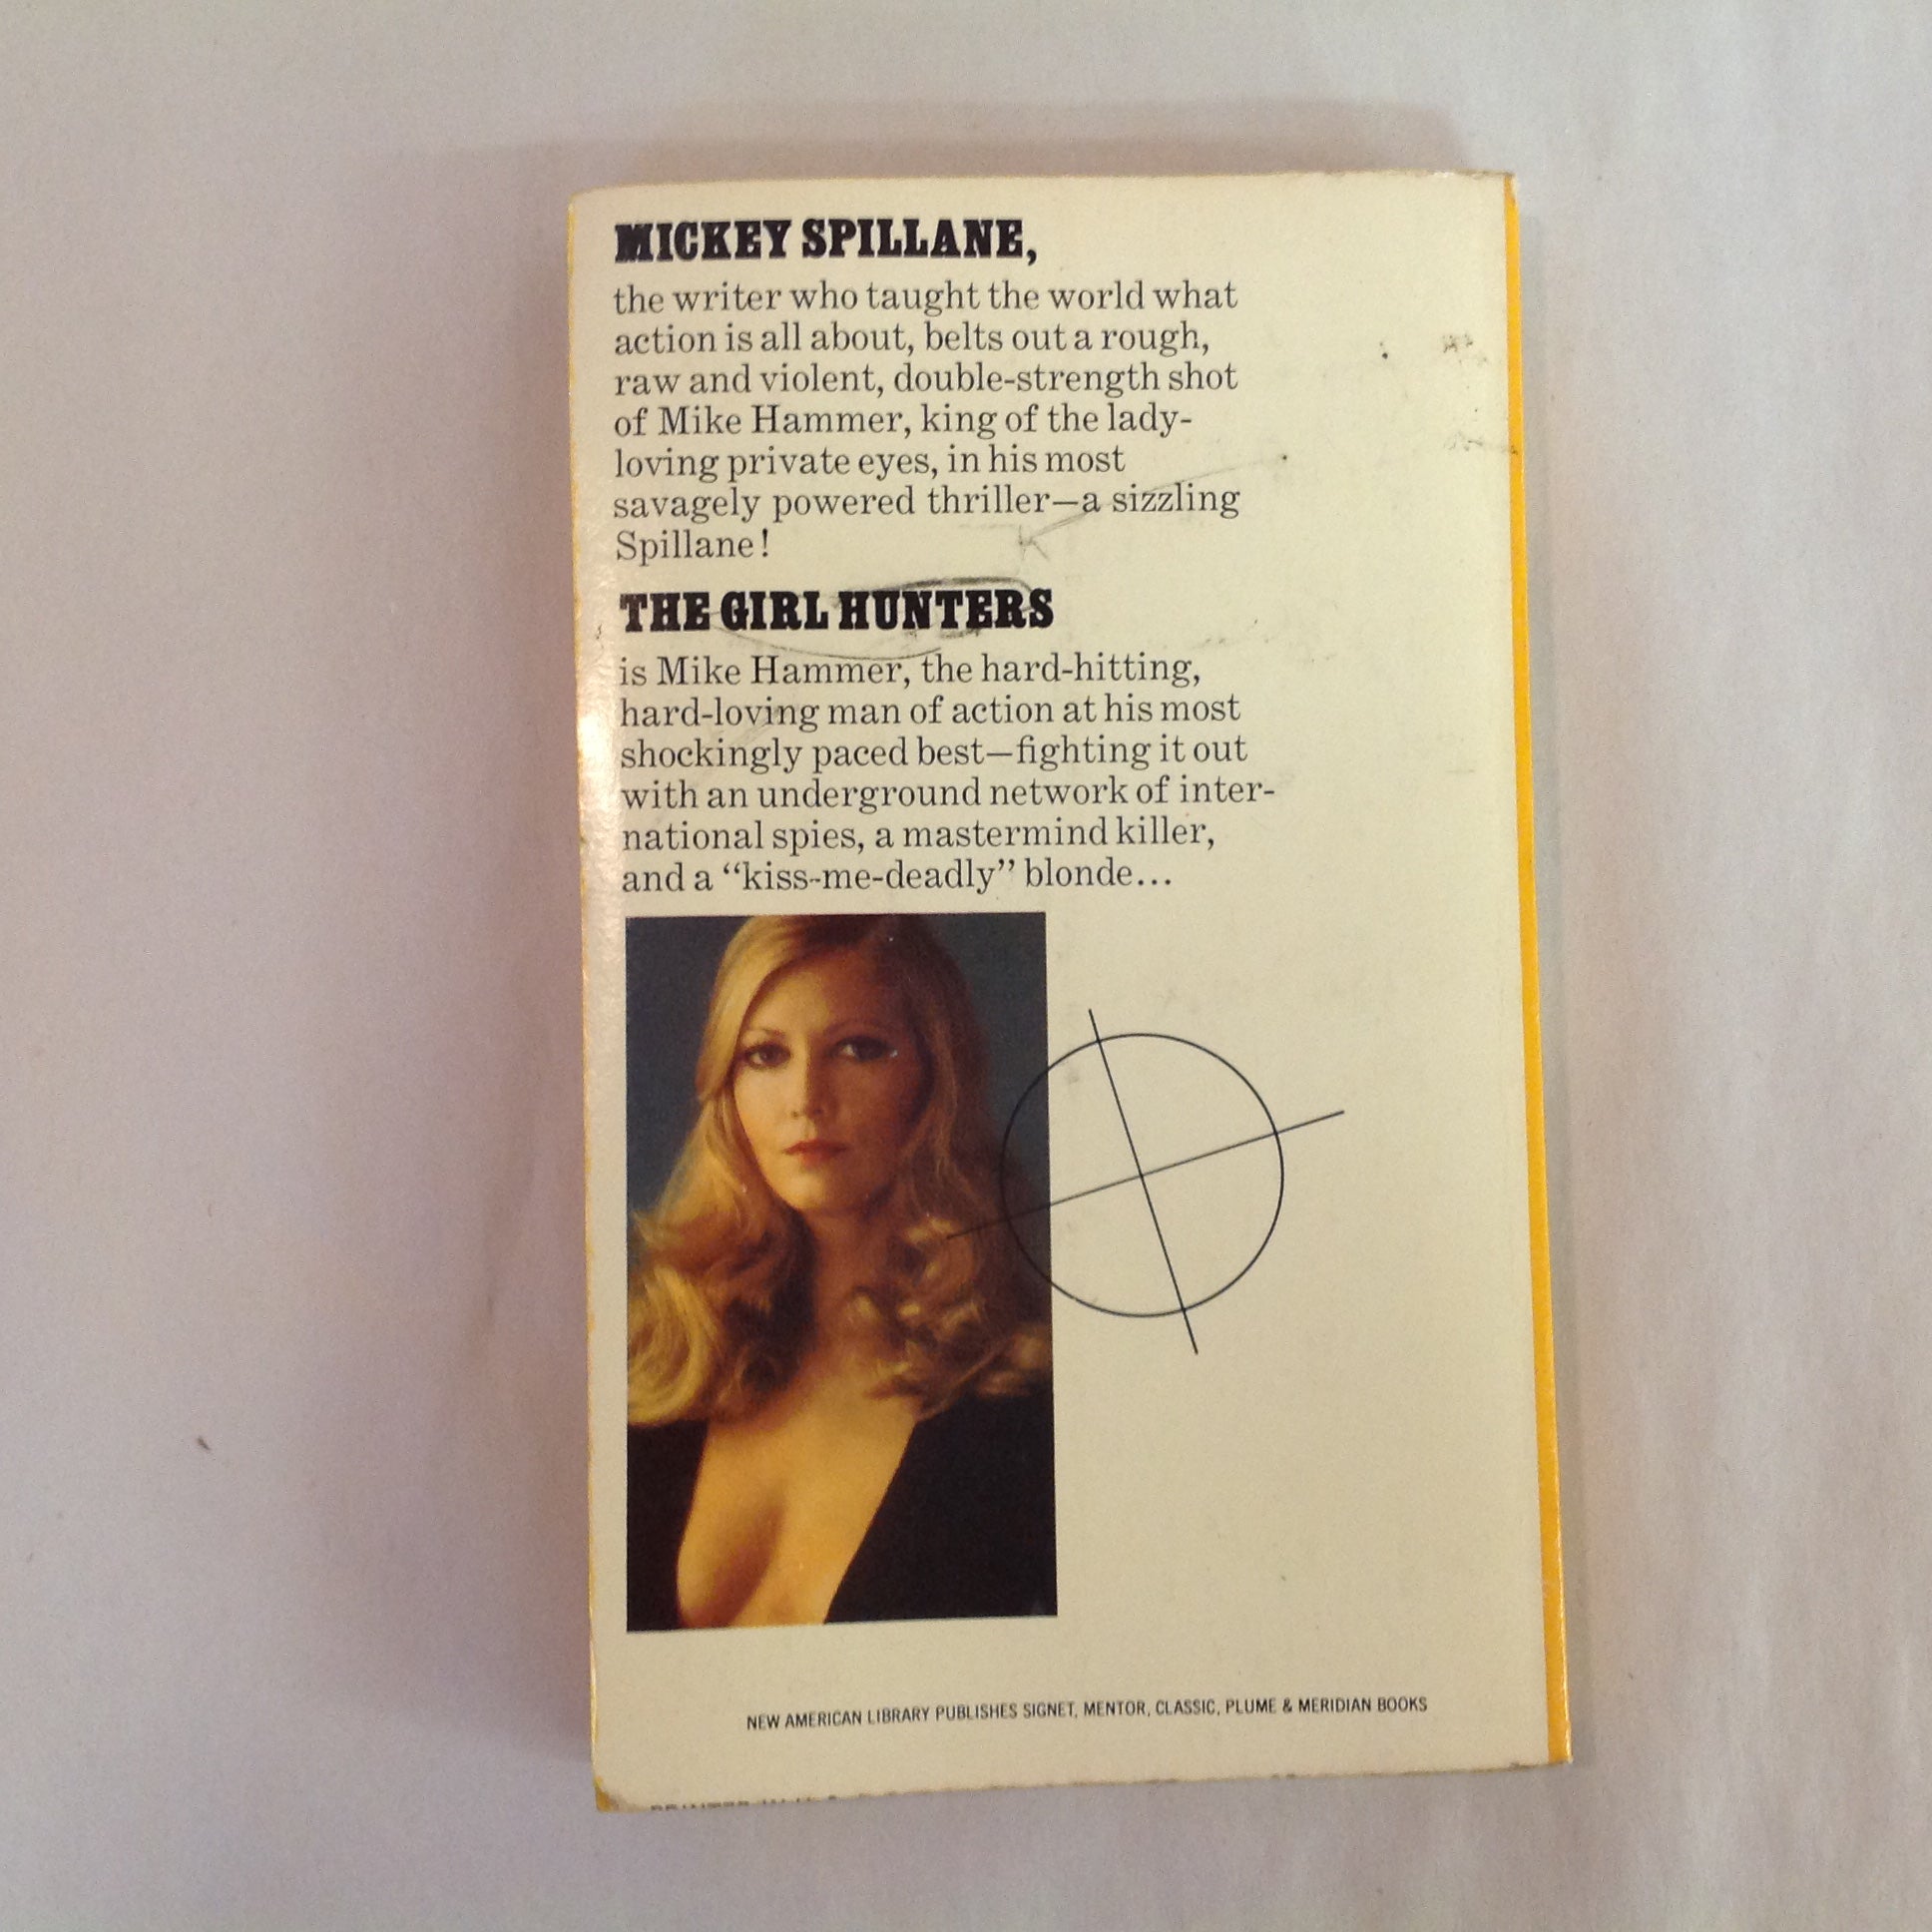 MICKEY SPILLANE,
the writer who taught the world what
action is all about, belts out a rough,
raw and violent, double-strength shot
of Mike Hammer, king of the lady-
loving private eyes, in his most
savagely powered thriller—a sizzling
Spillane!
THE GIRL HUNTERS
is Mike Hammer, the hard-hitting,
hard-loving man of action at his most
shockingly paced best—fighting it out
with an underground network of inter-
national spies, a mastermind killer,
and a “kiss-me-deadly” blonde...
NEW AMERICAN LIBRARY PUBLISHES SIGNET, MENTOR, CLASSIC, PLUME & MERIDIAN BOOKS